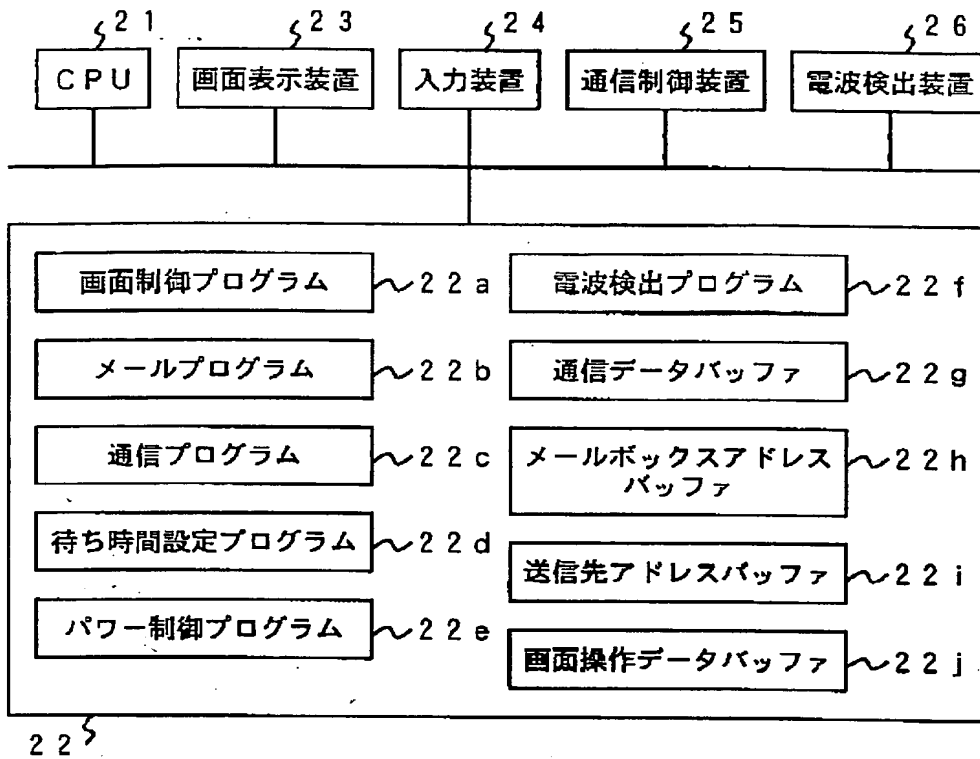 21 23 24 25 26
CPU 画面表示装置 入力装置 通信制御装置 電波検出装置
画面制御プログラム 22a
メールプログラム 22b
通信プログラム 22c
待ち時間設定プログラム 22d
パワー制御プログラム 22e
電波検出プログラム 22f
通信データバッファ 22g
メールボックスアドレス 22h
バッファ
送信先アドレスバッファ 22i
画面操作データバッファ 22j
22